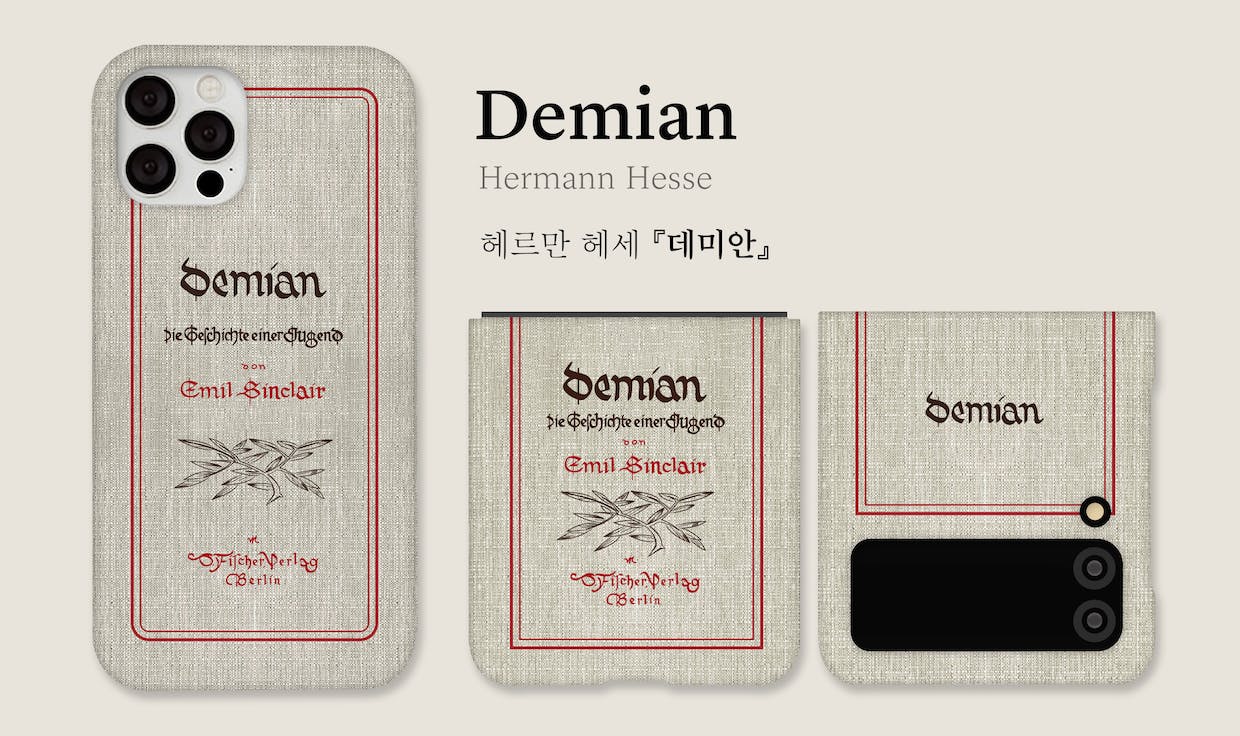 Demian
Die Geschichte einer Jugend
von
Emil Sinclair
S. Fischer Verlag
Berlin
Demian
Hermann Hesse
헤르만 헤세 『데미안』
Demian
Die Geschichte einer Jugend
von
Emil Sinclair
S. Fischer Verlag
Berlin
Demian